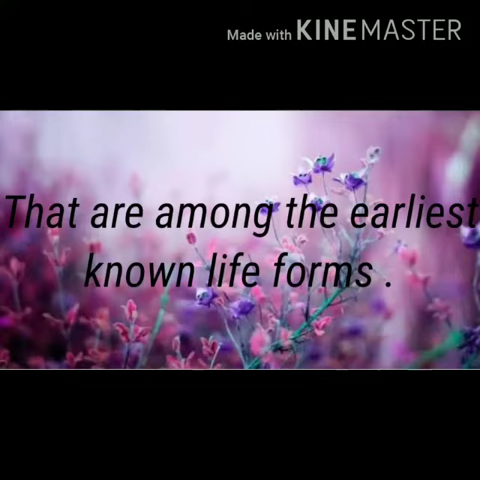 Made with KINEMASTER
That are among the earliest
known life forms .